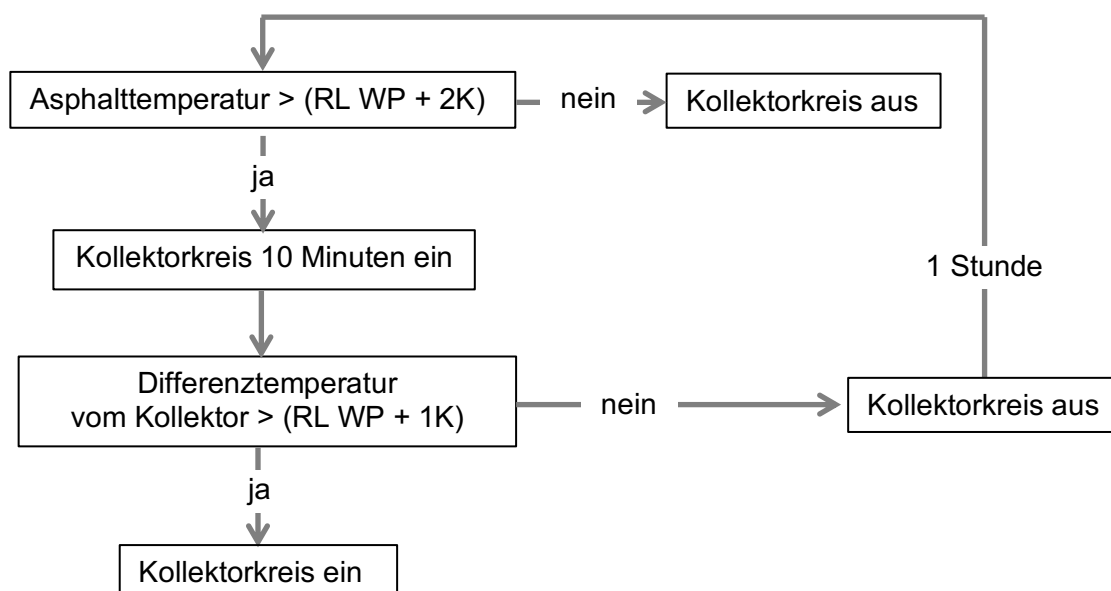 Asphalttemperatur > (RL WP + 2K)
nein
Kollektorkreis aus
ja
Kollektorkreis 10 Minuten ein
1 Stunde
Differenztemperatur
vom Kollektor > (RL WP + 1K)
nein
Kollektorkreis aus
ja
Kollektorkreis ein